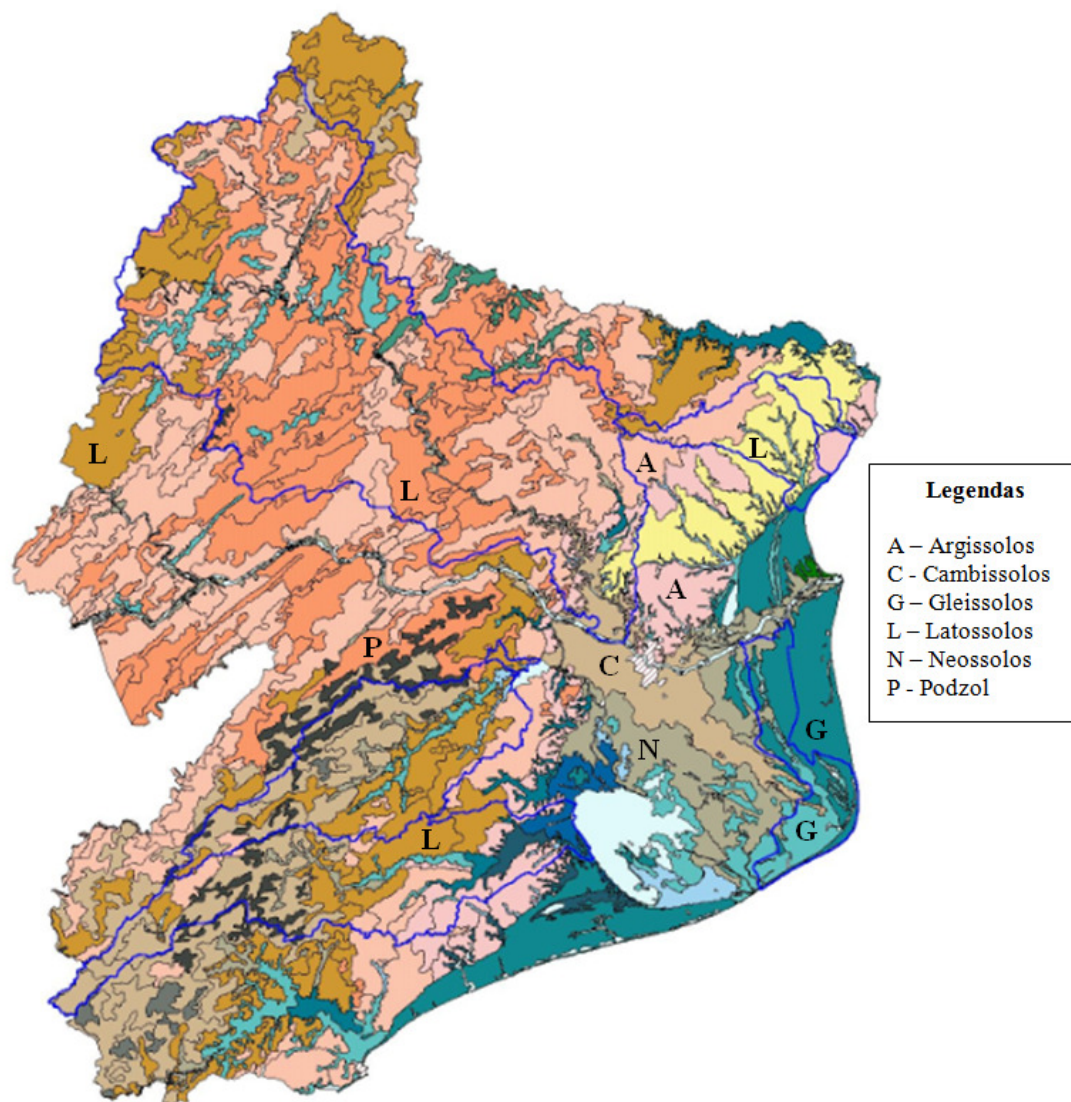 L
A
L
L
A
P
C
N
G
G
L
Legendas
A – Argissolos
C - Cambissolos
G – Gleissolos
L – Latossolos
N – Neossolos
P - Podzol